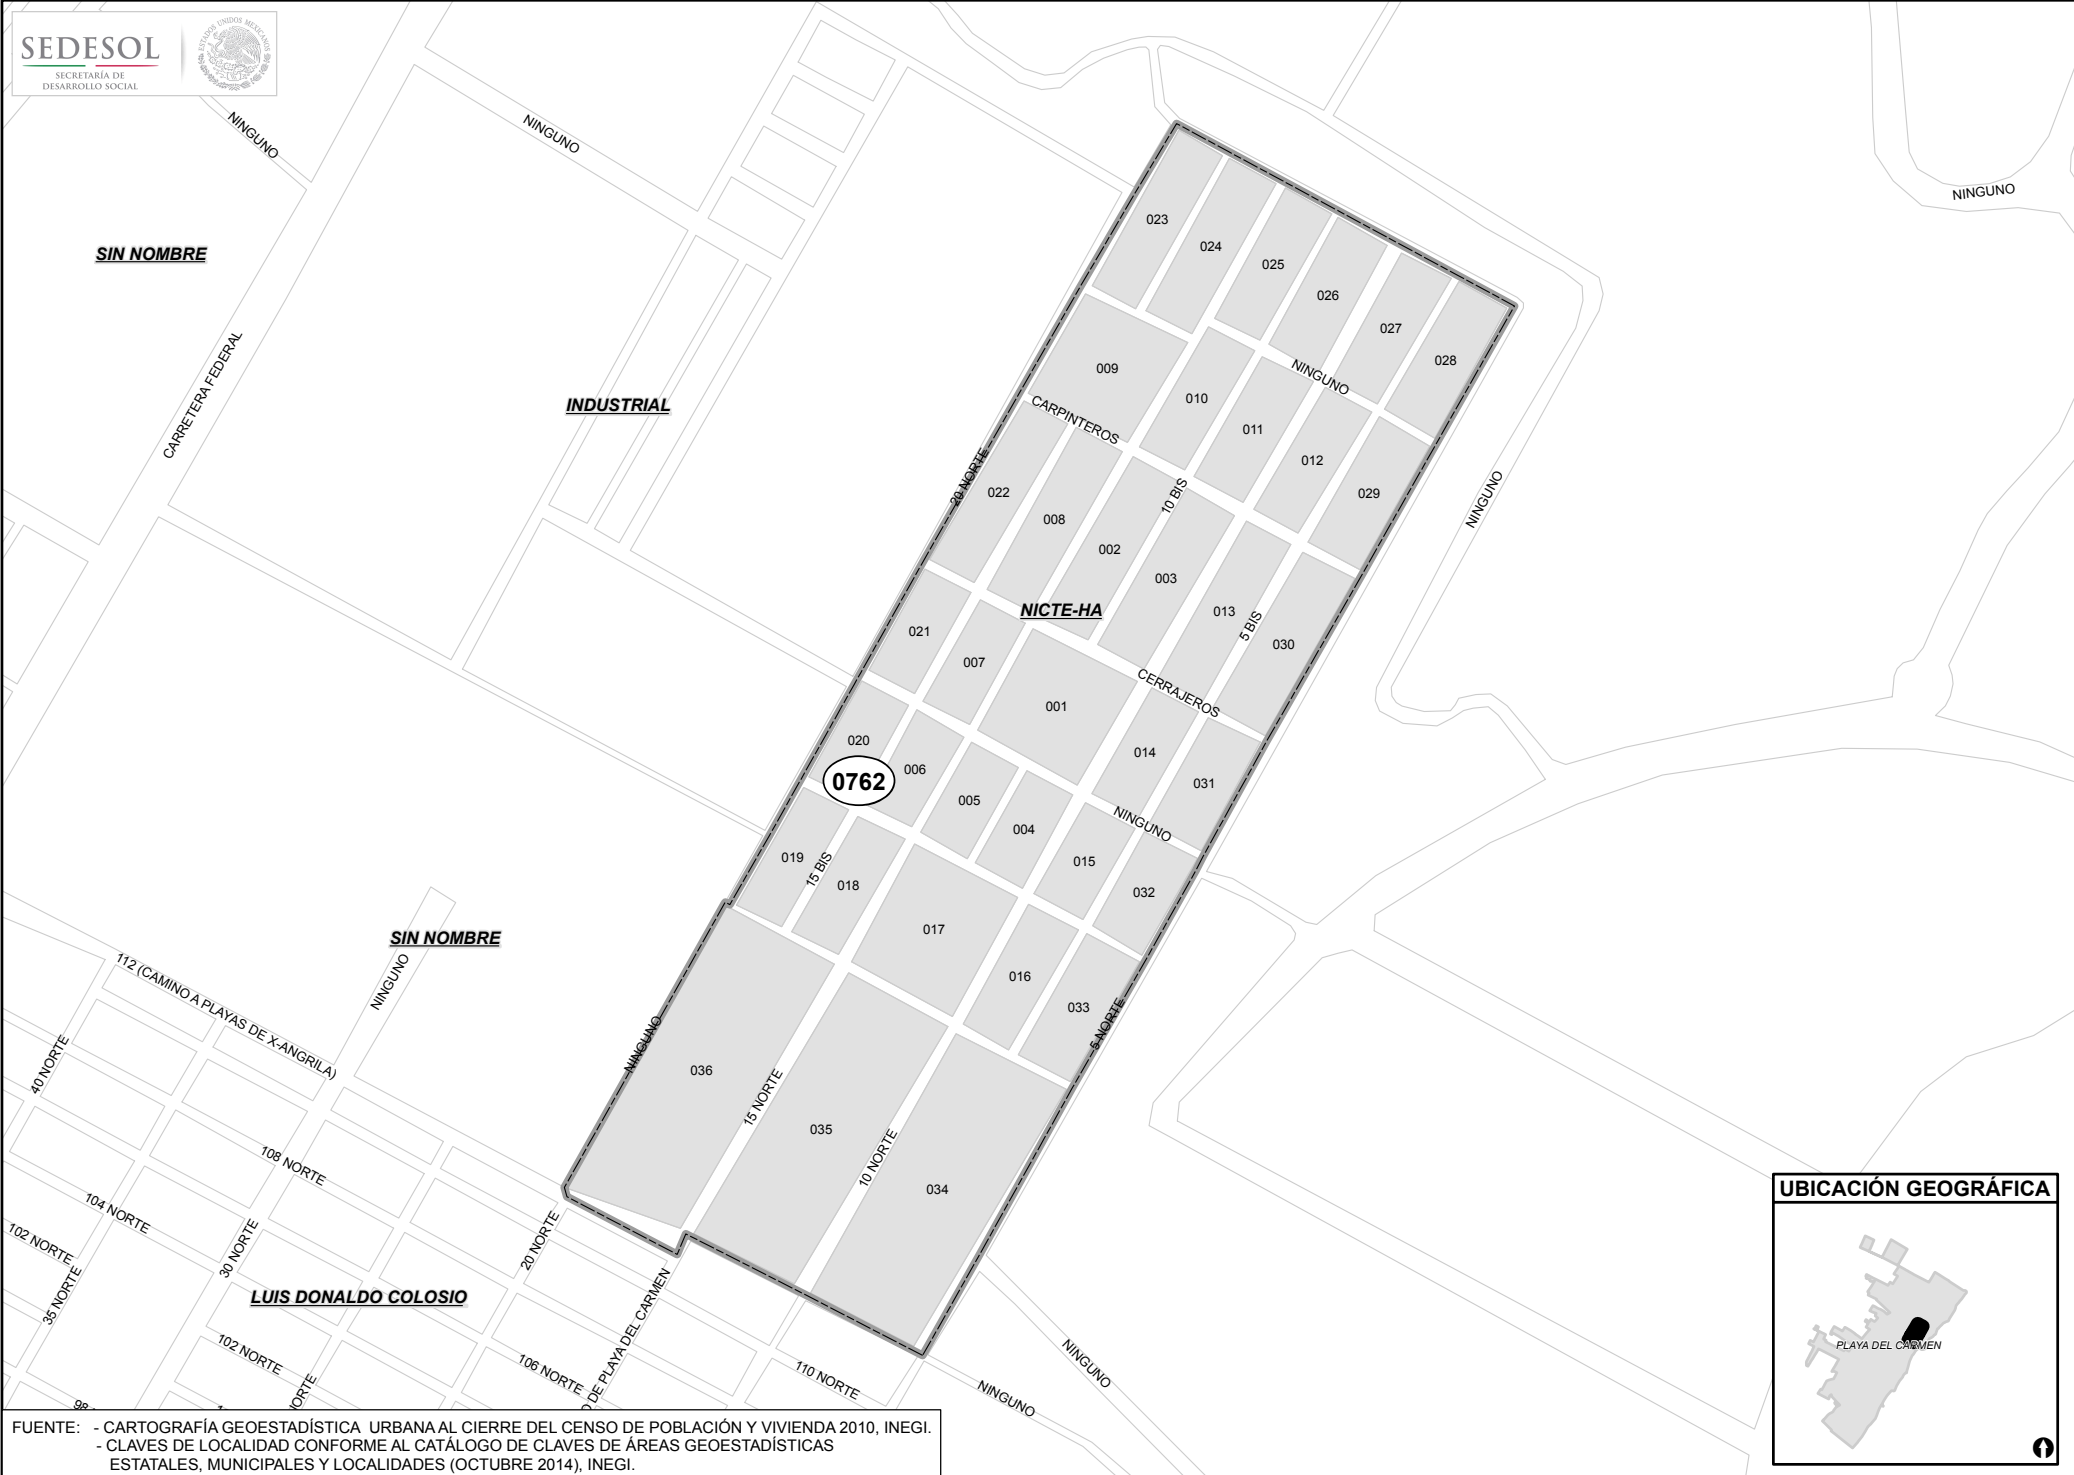 SEDESOL
SECRETARÍA DE
DESARROLLO SOCIAL
ESTADOS UNIDOS MEXICANOS
NINGUNO
NINGUNO
NINGUNO
SIN NOMBRE
CARRETERA FEDERAL
INDUSTRIAL
023
024
025
026
027
028
009
NINGUNO
010
CARPINTEROS
011
012
029
20 NORTE
022
10 BIS
NINGUNO
008
002
003
NICTE-HA
013
5 BIS
030
021
007
CERRAJEROS
001
020
014
031
0762
006
005
004
NINGUNO
019
15 BIS
018
015
032
SIN NOMBRE
017
016
033
5 NORTE
112 (CAMINO A PLAYAS DE X-ANGRILA)
NINGUNO
40 NORTE
NINGUNO
036
15 NORTE
035
10 NORTE
034
108 NORTE
104 NORTE
102 NORTE
35 NORTE
30 NORTE
20 NORTE
LUIS DONALDO COLOSIO
102 NORTE
106 NORTE
O DE PLAYA DEL CARMEN
110 NORTE
NINGUNO
NINGUNO
98
NORTE
UBICACIÓN GEOGRÁFICA
PLAYA DEL CARMEN
FUENTE: - CARTOGRAFÍA GEOESTADÍSTICA URBANA AL CIERRE DEL CENSO DE POBLACIÓN Y VIVIENDA 2010, INEGI.
- CLAVES DE LOCALIDAD CONFORME AL CATÁLOGO DE CLAVES DE ÁREAS GEOESTADÍSTICAS
ESTATALES, MUNICIPALES Y LOCALIDADES (OCTUBRE 2014), INEGI.